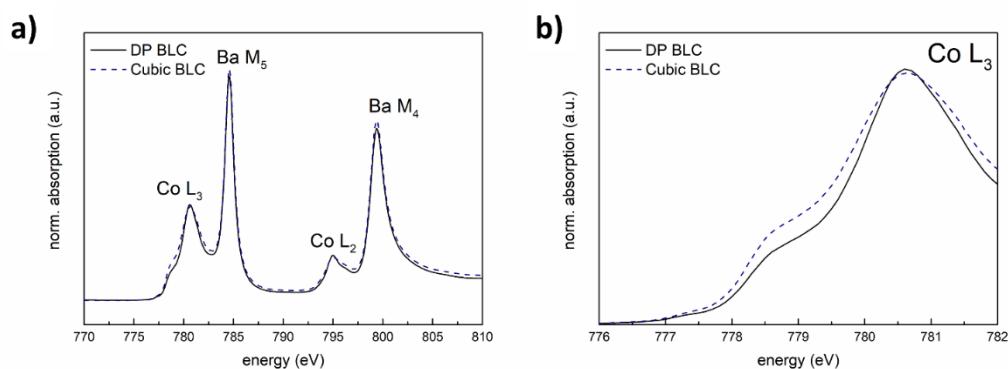 a)
DP BLC
Cubic BLC
Ba M5
Ba M4
Co L3
Co L2
norm. absorption (a.u.)
770 775 780 785 790 795 800 805 810
energy (eV)
b)
DP BLC
Cubic BLC
Co L3
norm. absorption (a.u.)
776 777 778 779 780 781 782
energy (eV)